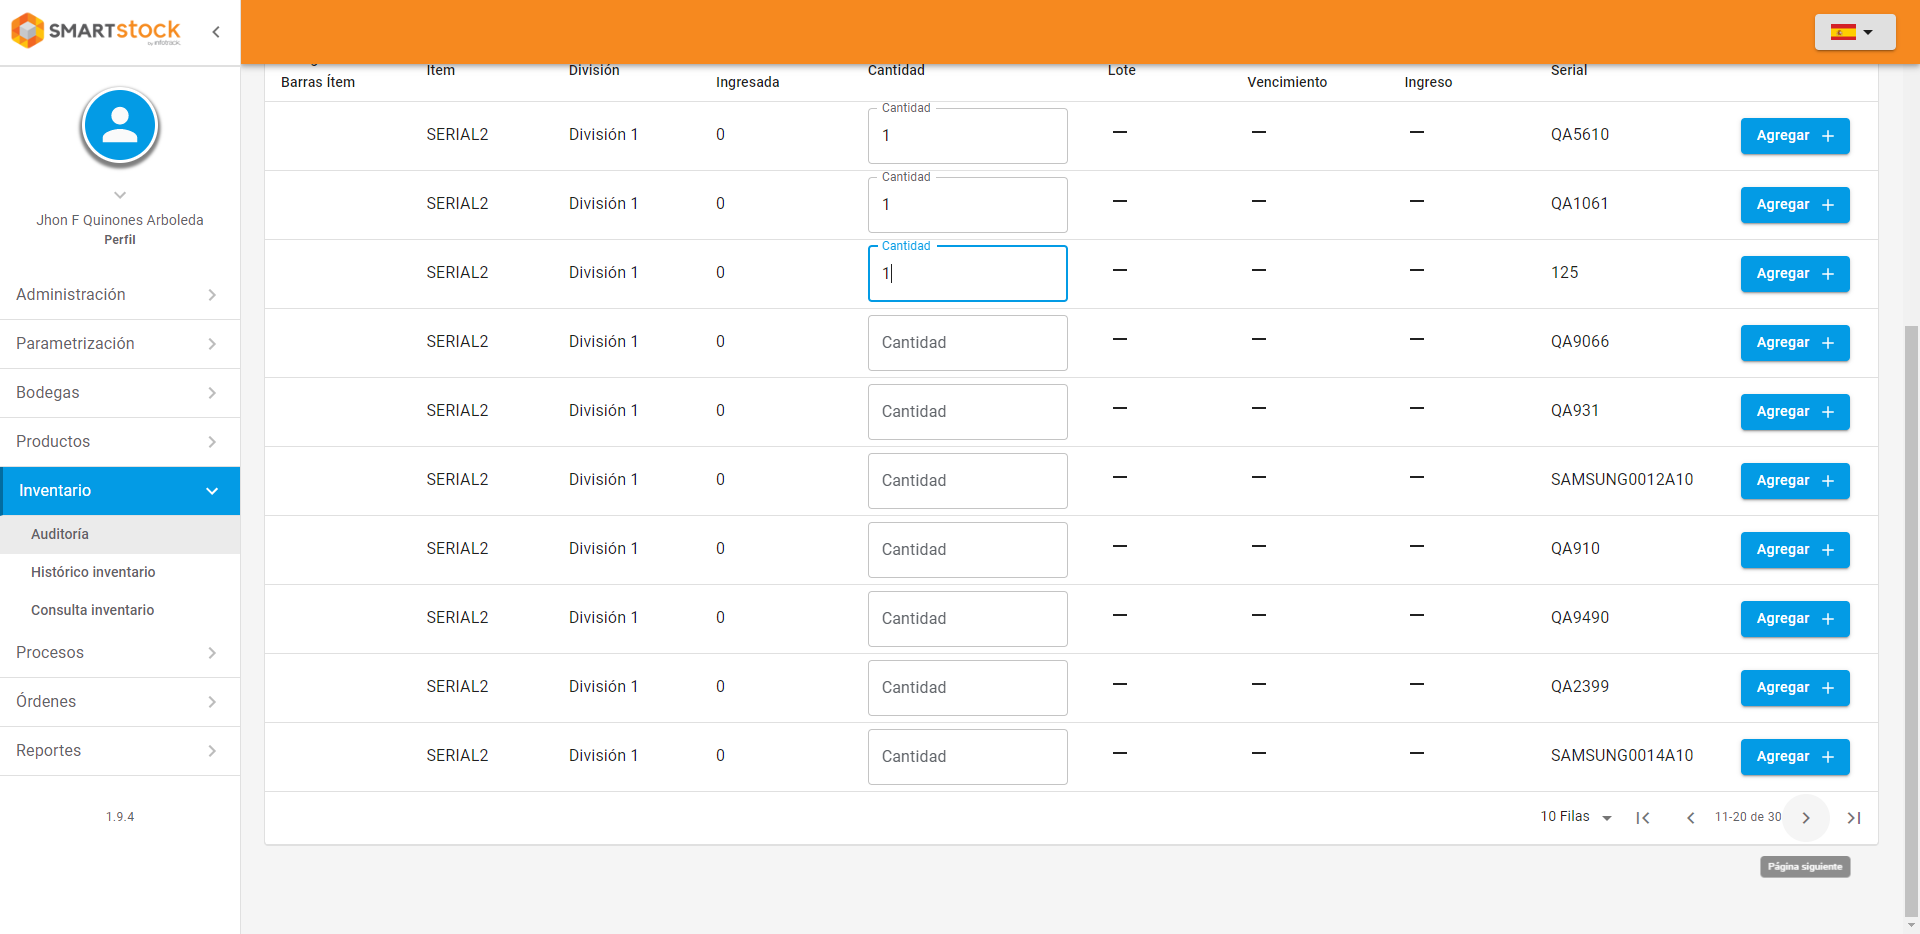 SMARTstock
by infotrack
Jhon F Quinones Arboleda
Perfil
Administración
Parametrización
Bodegas
Productos
Inventario
Auditoría
Histórico inventario
Consulta inventario
Procesos
Órdenes
Reportes
1.9.4
Barras Ítem Item División Ingresada Cantidad Lote Vencimiento Ingreso Serial
SERIAL2 División 1 0 Cantidad 1 — — — QA5610 Agregar +
SERIAL2 División 1 0 Cantidad 1 — — — QA1061 Agregar +
SERIAL2 División 1 0 Cantidad 1 — — — 125 Agregar +
SERIAL2 División 1 0 Cantidad — — — QA9066 Agregar +
SERIAL2 División 1 0 Cantidad — — — QA931 Agregar +
SERIAL2 División 1 0 Cantidad — — — SAMSUNG0012A10 Agregar +
SERIAL2 División 1 0 Cantidad — — — QA910 Agregar +
SERIAL2 División 1 0 Cantidad — — — QA9490 Agregar +
SERIAL2 División 1 0 Cantidad — — — QA2399 Agregar +
SERIAL2 División 1 0 Cantidad — — — SAMSUNG0014A10 Agregar +
10 Filas 11-20 de 30
Página siguiente